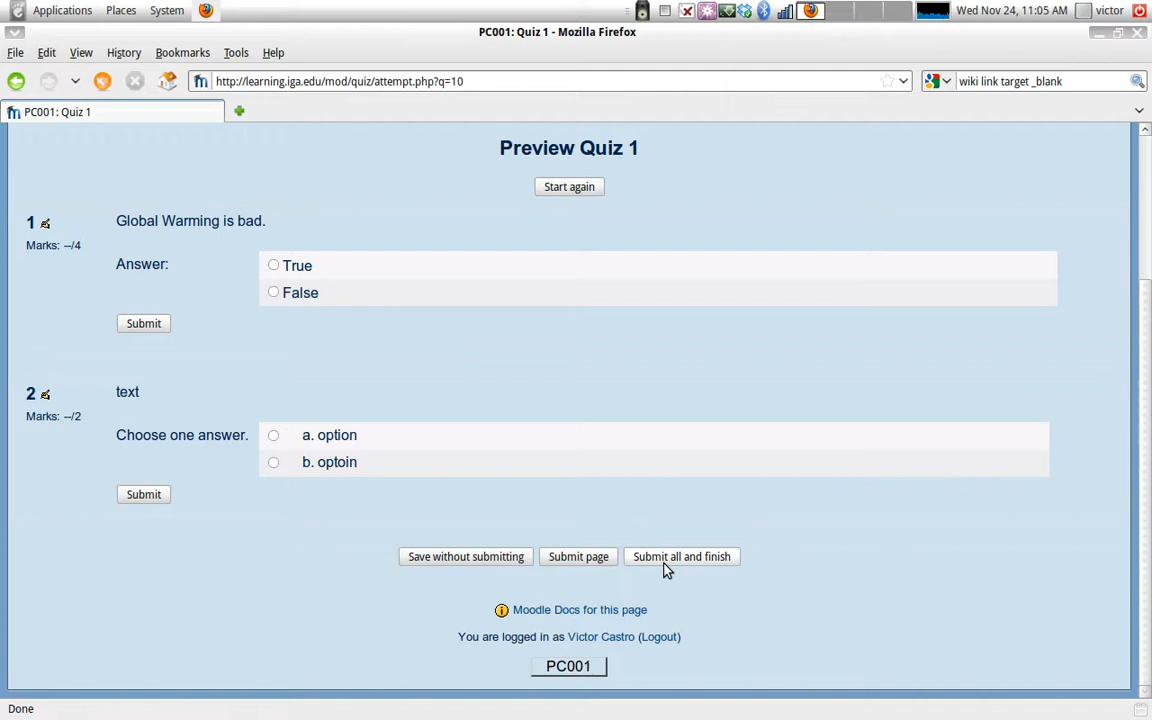 Applications Places System Wed Nov 24, 11:05 AM victor
PC001: Quiz 1 - Mozilla Firefox
File Edit View History Bookmarks Tools Help
http://learning.iga.edu/mod/quiz/attempt.php?q=10 wiki link target _blank
PC001: Quiz 1
Preview Quiz 1
Start again
1 Global Warming is bad.
Marks: --/4
Answer: True
False
Submit
2 text
Marks: --/2
Choose one answer. a. option
b. optoin
Submit
Save without submitting Submit page Submit all and finish
Moodle Docs for this page
You are logged in as Victor Castro (Logout)
PC001
Done